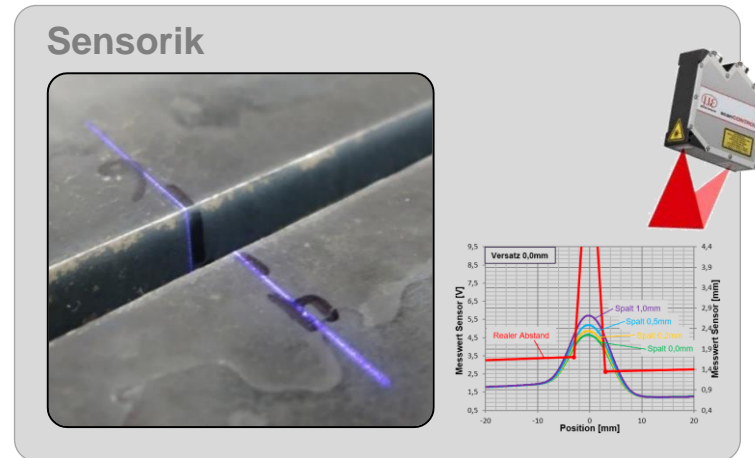 Sensorik
Versatz 0,0mm
Messwert Sensor [V]
9,5
8,5
7,5
6,5
5,5
4,5
3,5
2,5
1,5
0,5
Realer Abstand
Spalt 1,0mm
Spalt 0,5mm
Spalt 0,0mm
4,4
3,9
3,4
2,9
2,4
1,9
1,4
0,9
0,4
Messwert Sensor [mm]
-20
-10
0
10
20
Position [mm]